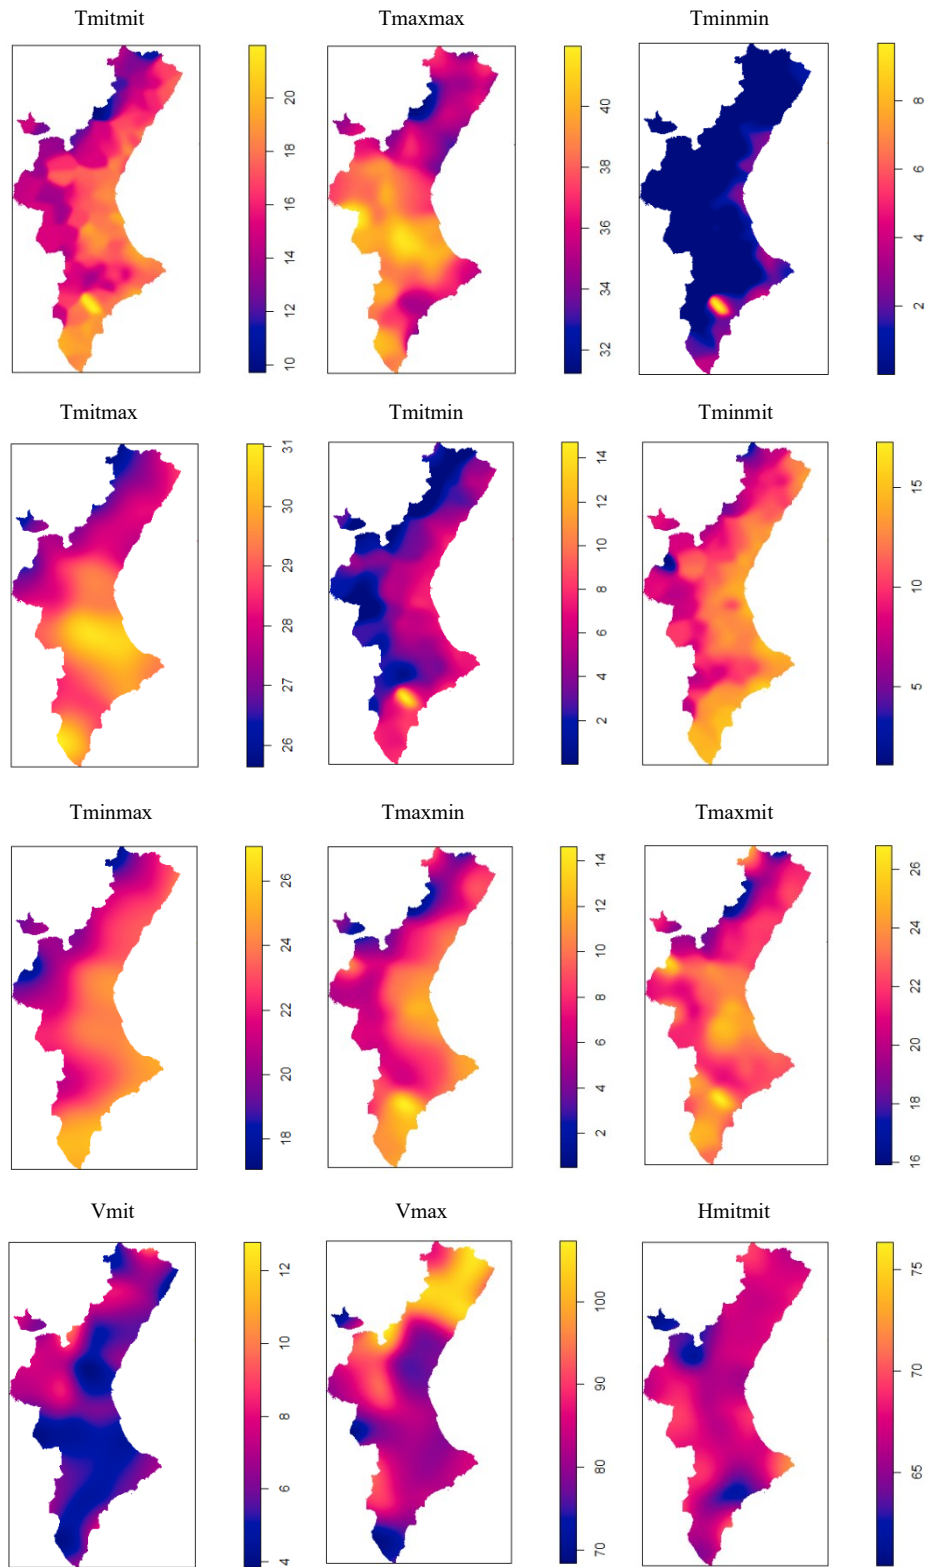 Tmitmit Tmaxmax Tminmin
10 12 14 16 18 20
32 34 36 38 40
2 4 6 8
Tmitmax Tmitmin Tminmit
26 27 28 29 30 31
2 4 6 8 10 12 14
5 10 15
Tminmax Tmaxmin Tmaxmit
18 20 22 24 26
2 4 6 8 10 12 14
16 18 20 22 24 26
Vmit Vmax Hmitmit
4 6 8 10 12
70 80 90 100
65 70 75